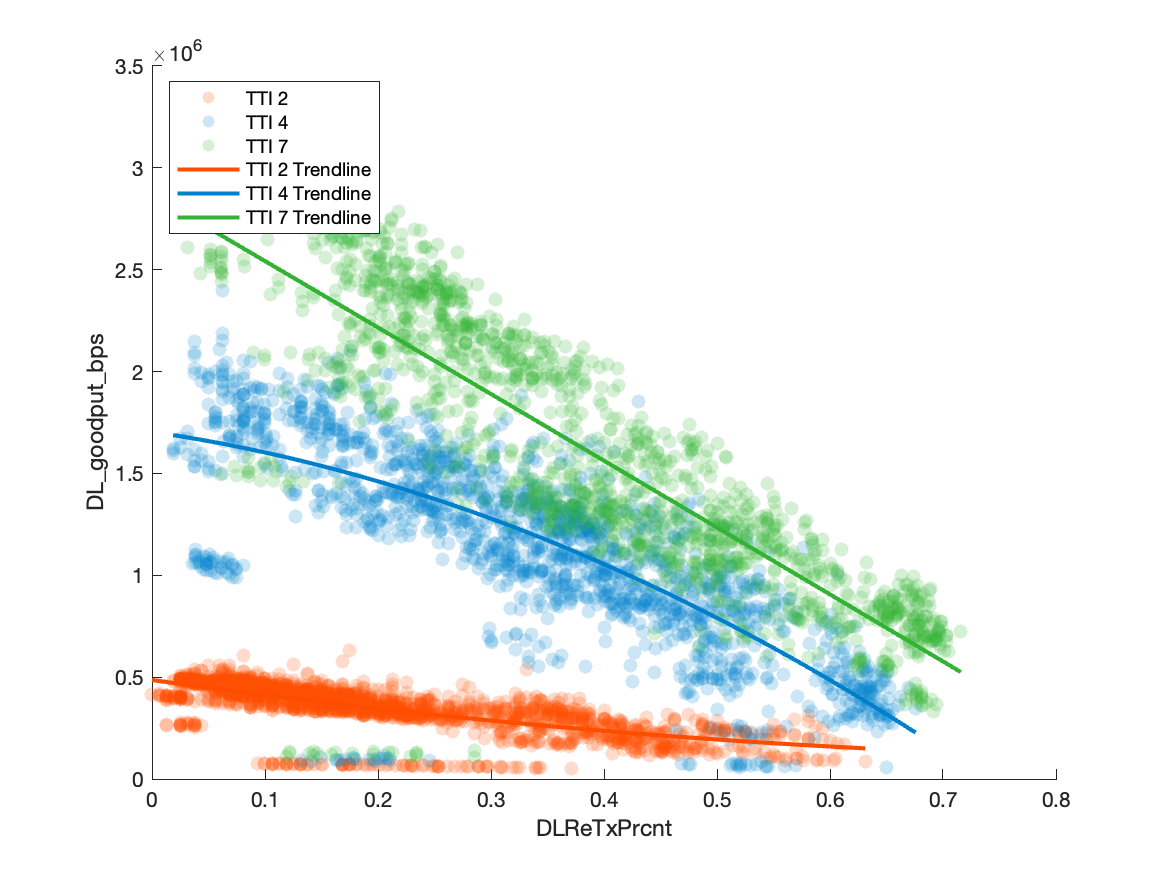 ×10⁶
3.5
3
2.5
2
1.5
1
0.5
0
DL_goodput_bps
TTI 2
TTI 4
TTI 7
TTI 2 Trendline
TTI 4 Trendline
TTI 7 Trendline
0 0.1 0.2 0.3 0.4 0.5 0.6 0.7 0.8
DLReTxPrcnt